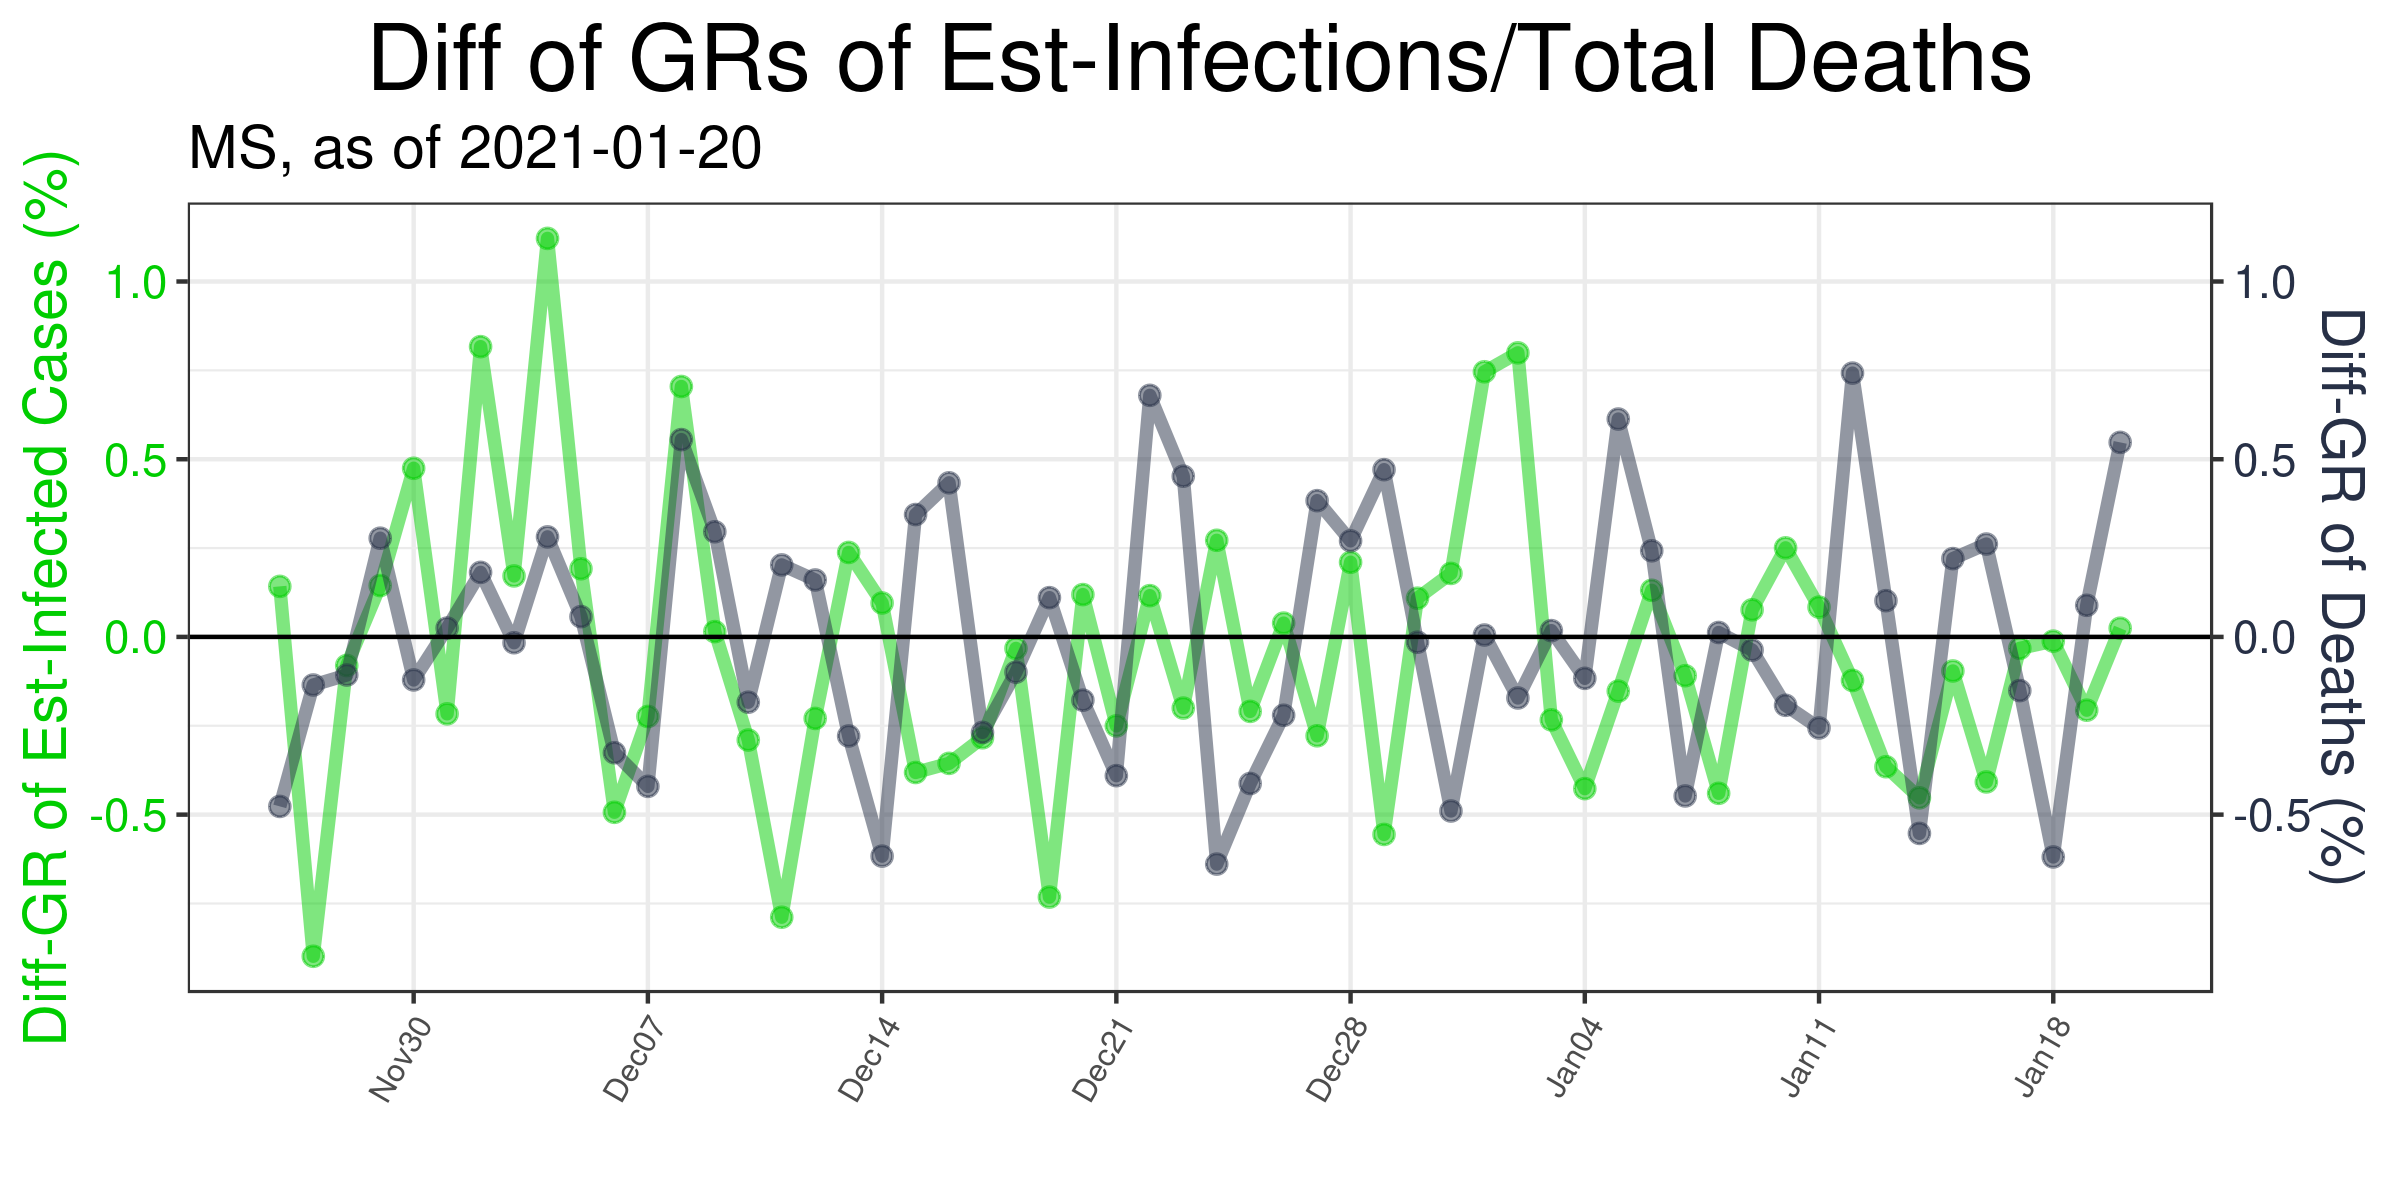 Diff of GRs of Est-Infections/Total Deaths
MS, as of 2021-01-20
Diff-GR of Est-Infected Cases (%)
1.0
0.5
0.0
-0.5
1.0
0.5
0.0
-0.5
Diff-GR of Deaths (%)
Nov30
Dec07
Dec14
Dec21
Dec28
Jan04
Jan11
Jan18